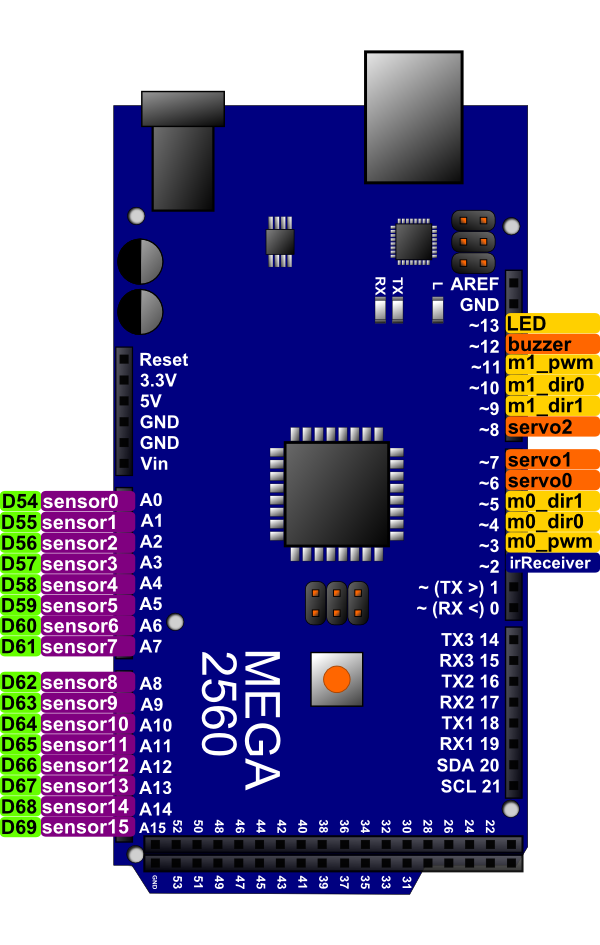 RX
TX
L
AREF
GND
~13 LED
~12 buzzer
~11 m1_pwm
~10 m1_dir0
~9 m1_dir1
~8 servo2
~7 servo1
~6 servo0
~5 m0_dir1
~4 m0_dir0
~3 m0_pwm
~2 irReceiver
~ (TX >) 1
~ (RX <) 0
TX3 14
RX3 15
TX2 16
RX2 17
TX1 18
RX1 19
SDA 20
SCL 21
Reset
3.3V
5V
GND
GND
Vin
D54 sensor0 A0
D55 sensor1 A1
D56 sensor2 A2
D57 sensor3 A3
D58 sensor4 A4
D59 sensor5 A5
D60 sensor6 A6
D61 sensor7 A7
D62 sensor8 A8
D63 sensor9 A9
D64 sensor10 A10
D65 sensor11 A11
D66 sensor12 A12
D67 sensor13 A13
D68 sensor14 A14
D69 sensor15 A15
MEGA
2560
52 50 48 46 44 42 40 38 36 34 32 30 28 26 24 22
GND 53 51 49 47 45 43 41 39 37 35 33 31